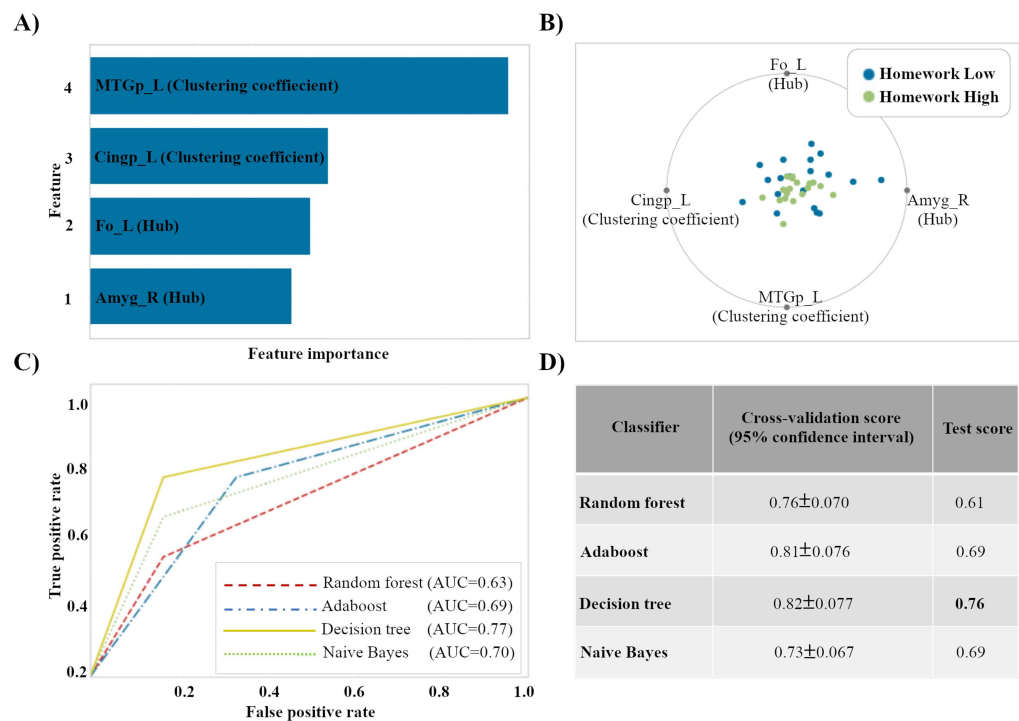 A)
4
MTGp_L (Clustering coeffiecient)
3
Cingp_L (Clustering coefficient)
2
Fo_L (Hub)
1
Amyg_R (Hub)
Feature
Feature importance
B)
Fo_L
(Hub)
Homework Low
Homework High
Cingp_L
(Clustering coefficient)
Amyg_R
(Hub)
MTGp_L
(Clustering coefficient)
C)
1.0
0.8
0.6
0.4
0.2
True positive rate
Random forest (AUC=0.63)
Adaboost (AUC=0.69)
Decision tree (AUC=0.77)
Naive Bayes (AUC=0.70)
0.2 0.4 0.6 0.8 1.0
False positive rate
D)
Classifier
Cross-validation score
(95% confidence interval)
Test score
Random forest 0.76±0.070 0.61
Adaboost 0.81±0.076 0.69
Decision tree 0.82±0.077 0.76
Naive Bayes 0.73±0.067 0.69